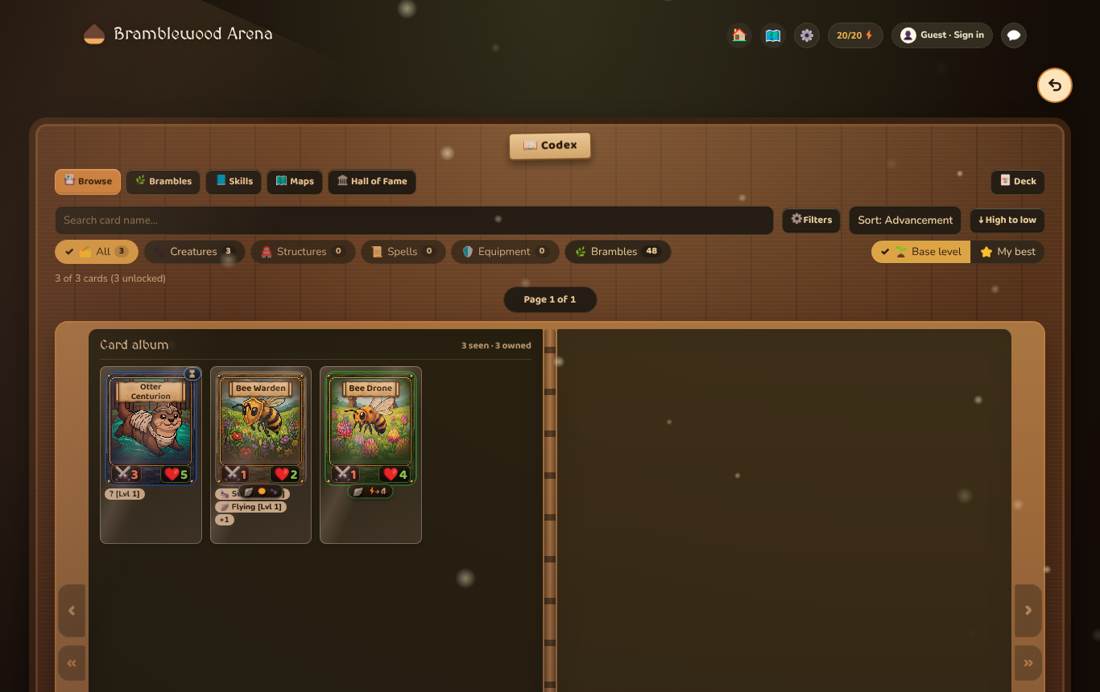 Bramblewood Arena
20/20
Guest · Sign in
Codex
Browse
Brambles
Skills
Maps
Hall of Fame
Deck
Search card name...
Filters
Sort: Advancement
↓ High to low
All 3
Creatures 3
Structures 0
Spells 0
Equipment 0
Brambles 48
Base level
My best
3 of 3 cards (3 unlocked)
Page 1 of 1
Card album
3 seen · 3 owned
Otter
Centurion
3
5
? [Lvl 1]
Bee Warden
1
2
Flying [Lvl 1]
+1
Bee Drone
1
4